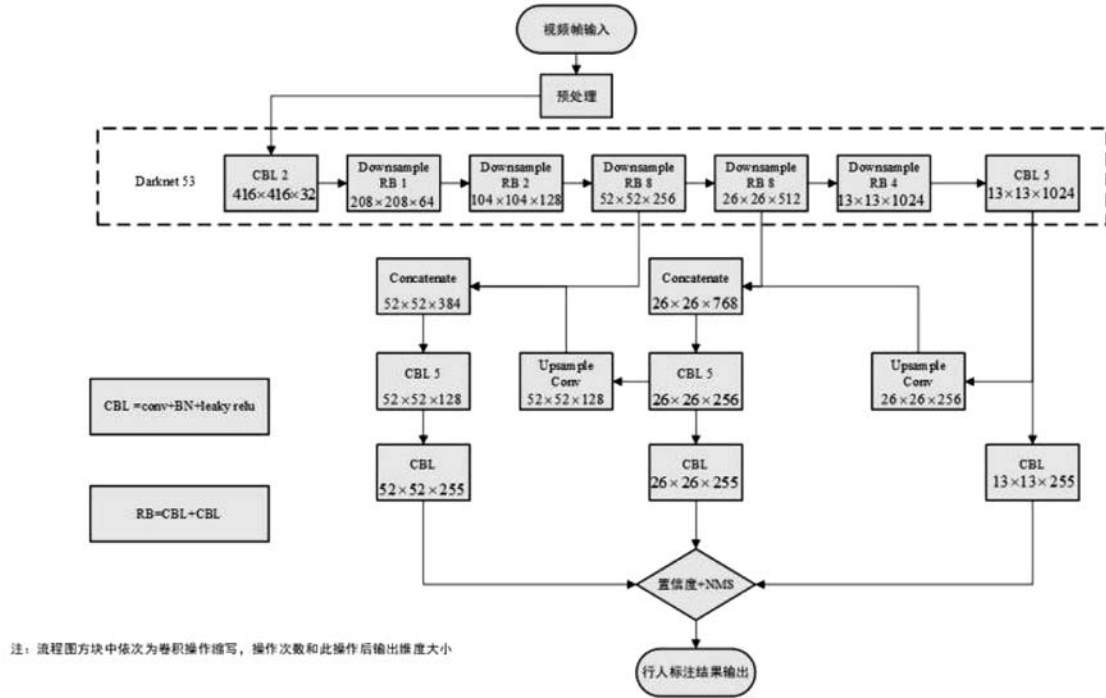 视频帧输入
预处理
Darknet 53
CBL 2
416×416×32
Downsample
RB 1
208×208×64
Downsample
RB 2
104×104×128
Downsample
RB 8
52×52×256
Downsample
RB 8
26×26×512
Downsample
RB 4
13×13×1024
CBL 5
13×13×1024
Concatenate
52×52×384
Concatenate
26×26×768
CBL 5
52×52×128
Upsample
Conv
52×52×128
CBL 5
26×26×256
Upsample
Conv
26×26×256
CBL =conv+BN+leaky relu
CBL
52×52×255
CBL
26×26×255
CBL
13×13×255
RB=CBL+CBL
置信度+NMS
注：流程图方块中依次为卷积操作缩写，操作次数和此操作后输出维度大小
行人标注结果输出